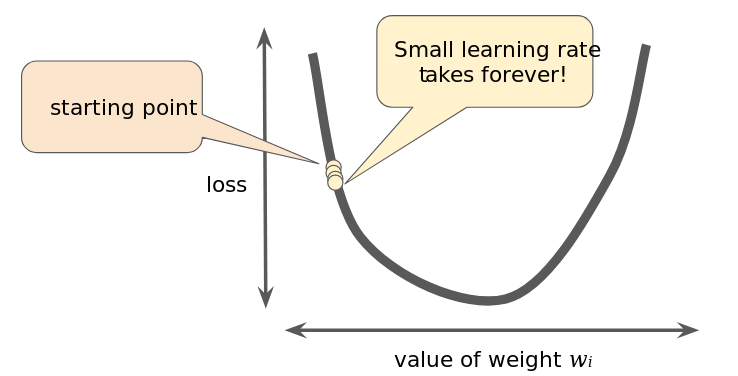 Small learning rate
takes forever!
starting point
loss
value of weight wi